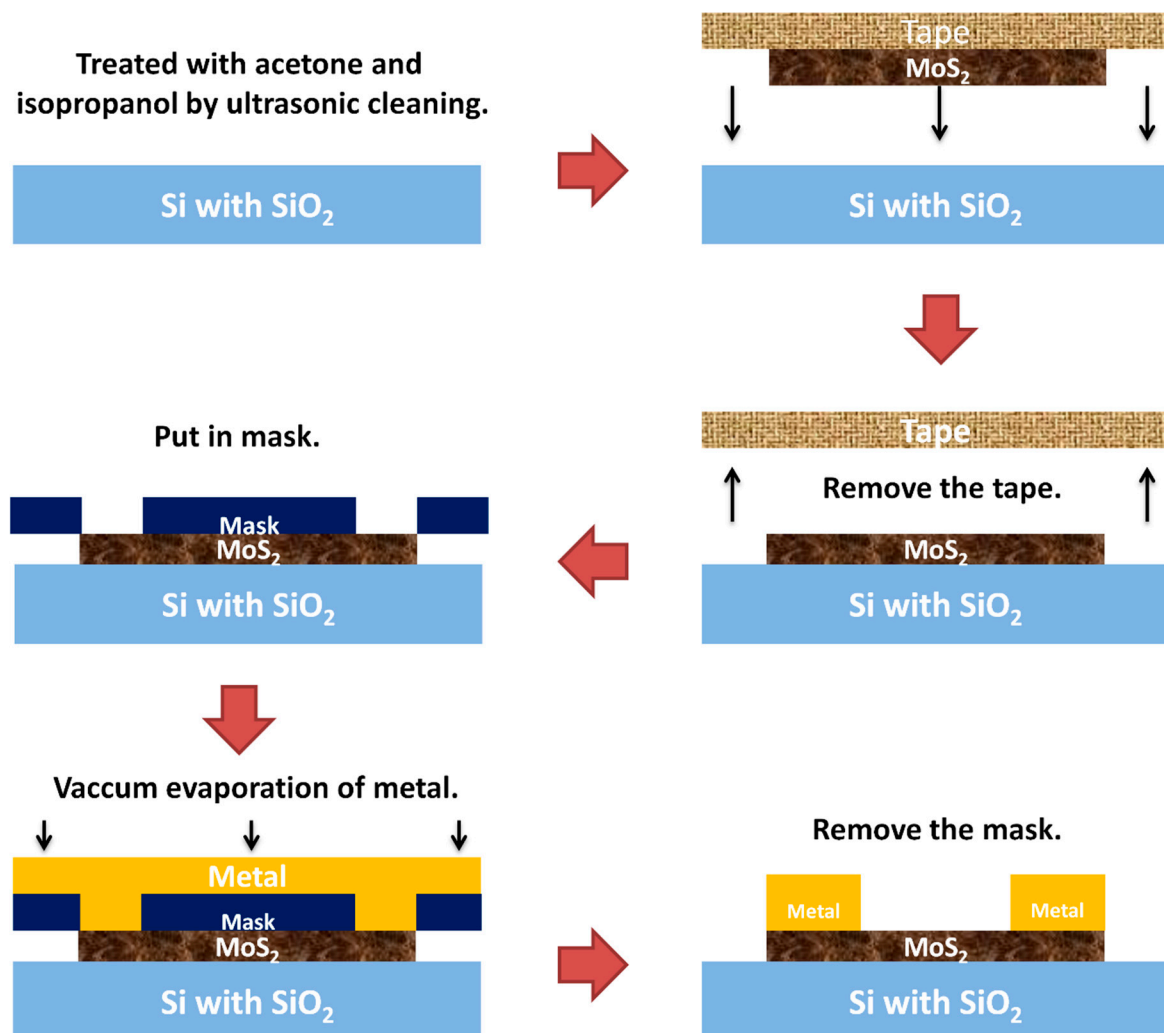 Treated with acetone and
isopropanol by ultrasonic cleaning.
Si with SiO₂
Tape
MoS₂
Si with SiO₂
Tape
Remove the tape.
MoS₂
Si with SiO₂
Put in mask.
Mask
MoS₂
Si with SiO₂
Vaccum evaporation of metal.
Metal
Mask
MoS₂
Si with SiO₂
Remove the mask.
Metal Metal
MoS₂
Si with SiO₂